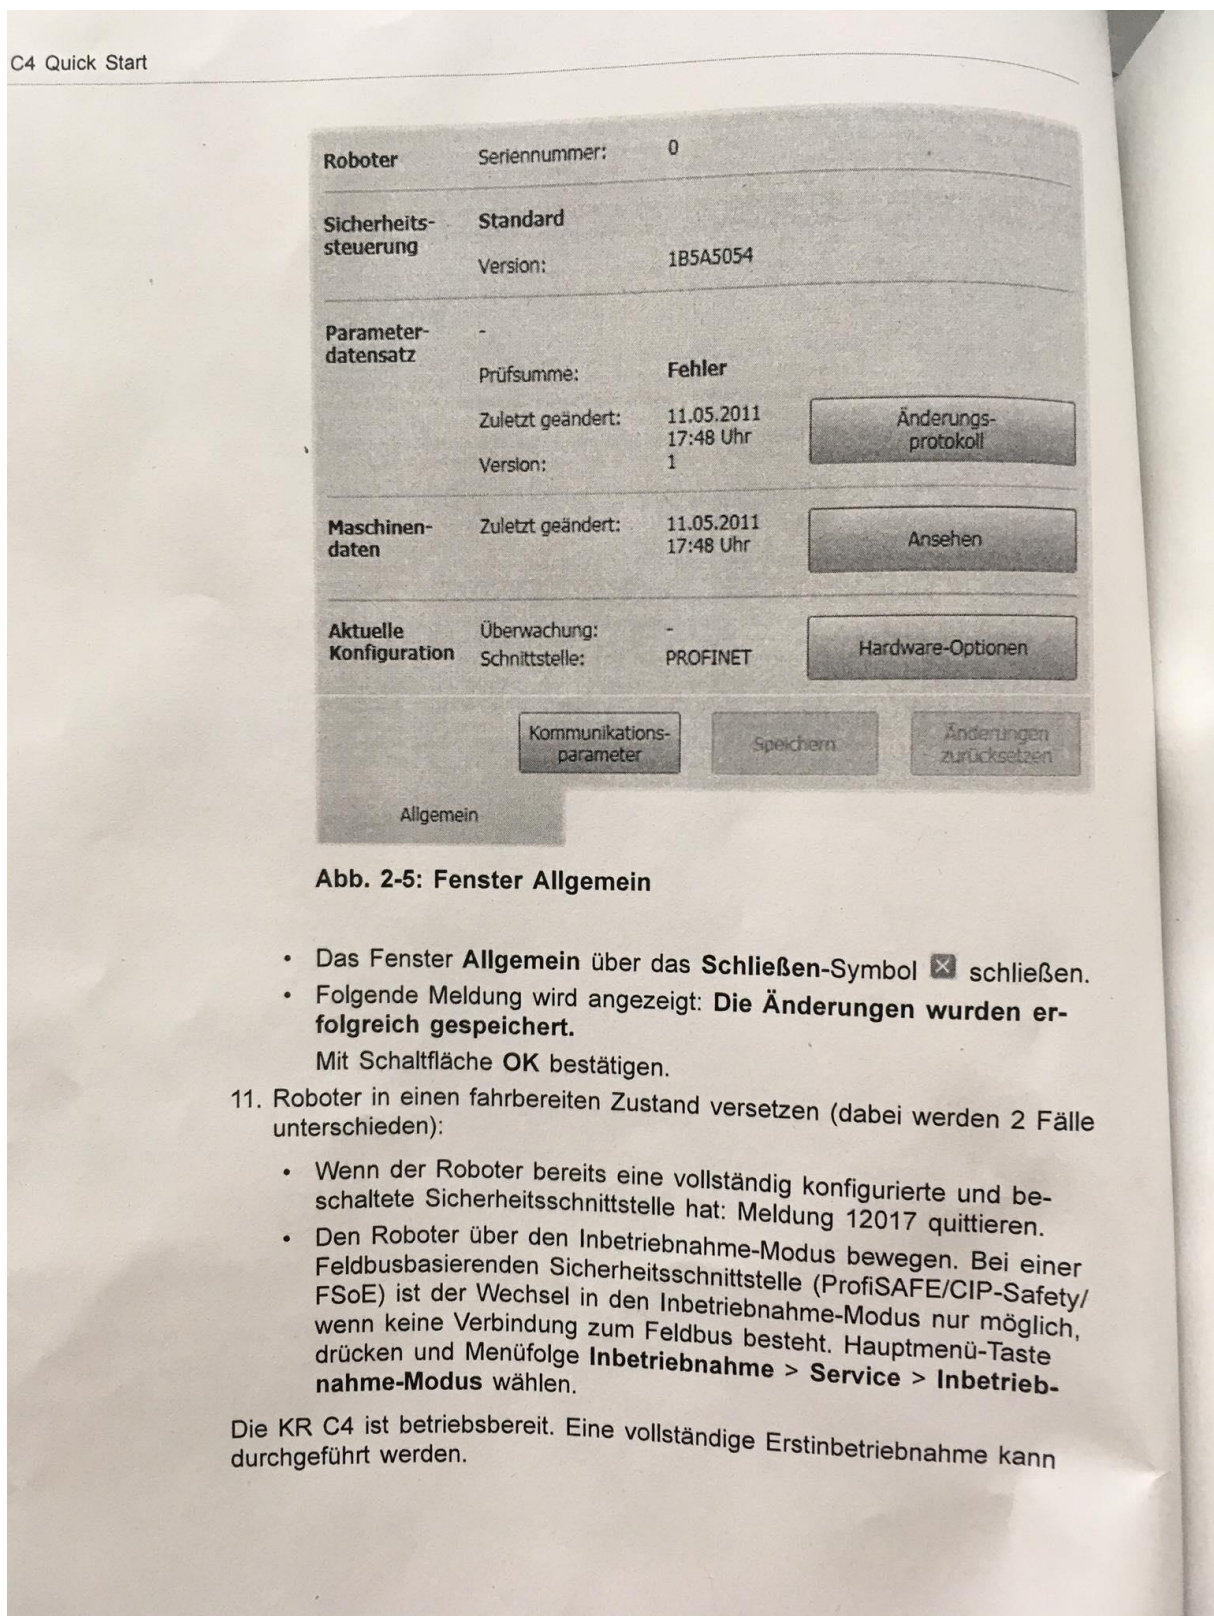 C4 Quick Start
Roboter Seriennummer: 0
Sicherheits- Standard
steuerung
Version: 1B5A5054
Parameter- -
datensatz
Prüfsumme: Fehler
Zuletzt geändert: 11.05.2011 Änderungs-
17:48 Uhr protokoll
Version: 1
Maschinen- Zuletzt geändert: 11.05.2011
daten 17:48 Uhr Ansehen
Aktuelle Überwachung: -
Konfiguration Schnittstelle: PROFINET Hardware-Optionen
Kommunikations- Speichern Änderungen
parameter zurücksetzen
Allgemein
Abb. 2-5: Fenster Allgemein
• Das Fenster Allgemein über das Schließen-Symbol schließen.
• Folgende Meldung wird angezeigt: Die Änderungen wurden er-
folgreich gespeichert.
Mit Schaltfläche OK bestätigen.
11. Roboter in einen fahrbereiten Zustand versetzen (dabei werden 2 Fälle
unterschieden):
• Wenn der Roboter bereits eine vollständig konfigurierte und be-
schaltete Sicherheitsschnittstelle hat: Meldung 12017 quittieren.
• Den Roboter über den Inbetriebnahme-Modus bewegen. Bei einer
Feldbusbasierenden Sicherheitsschnittstelle (ProfiSAFE/CIP-Safety/
FSoE) ist der Wechsel in den Inbetriebnahme-Modus nur möglich,
wenn keine Verbindung zum Feldbus besteht. Hauptmenü-Taste
drücken und Menüfolge Inbetriebnahme > Service > Inbetrieb-
nahme-Modus wählen.
Die KR C4 ist betriebsbereit. Eine vollständige Erstinbetriebnahme kann
durchgeführt werden.